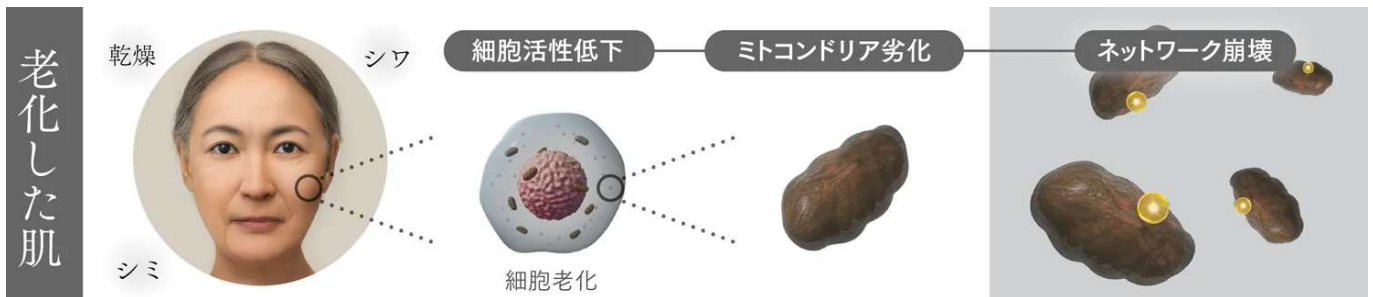 老化した肌
乾燥
シワ
シミ
細胞活性低下
ミトコンドリア劣化
ネットワーク崩壊
細胞老化